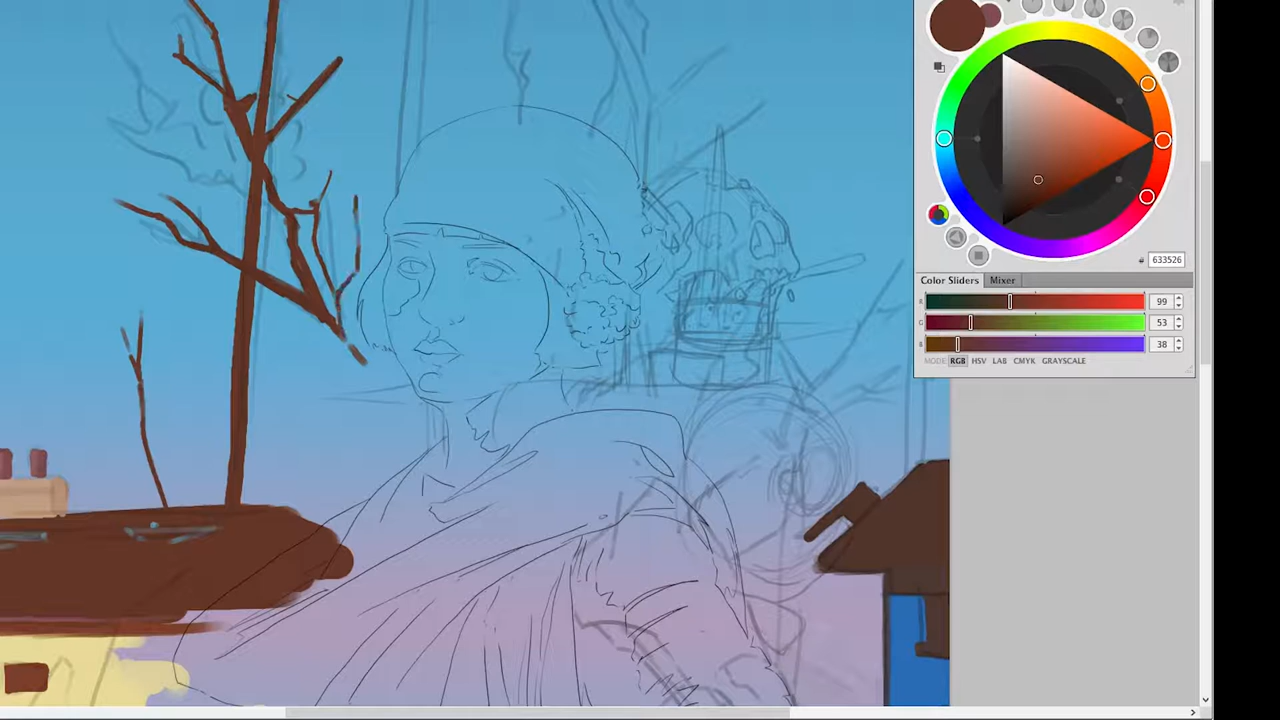 # 633526
Color Sliders Mixer
R 99
G 53
B 38
MODE RGB HSV LAB CMYK GRAYSCALE